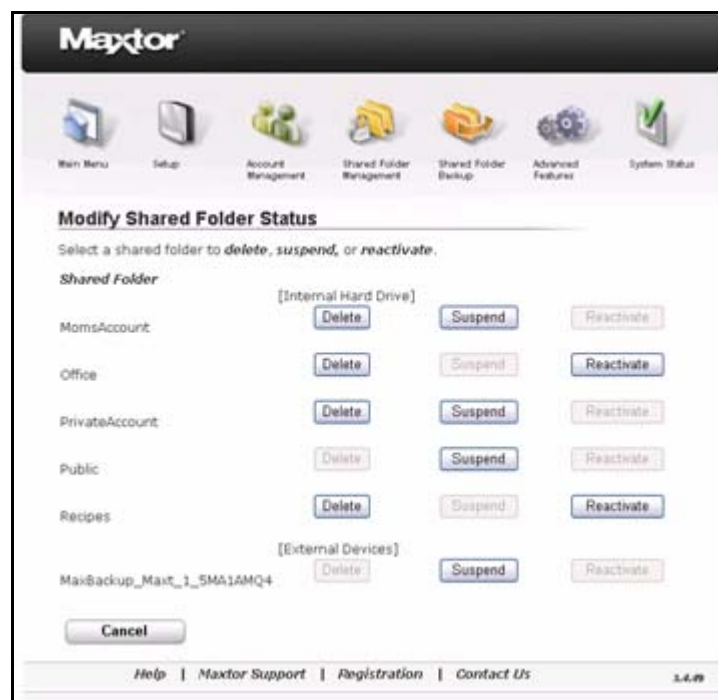 Maxtor
Main Menu
Setup
Account Management
Shared Folder Management
Shared Folder Backup
Advanced Features
System Status
Modify Shared Folder Status
Select a shared folder to delete, suspend, or reactivate.
Shared Folder
[Internal Hard Drive]
MomsAccount Delete Suspend Reactivate
Office Delete Suspend Reactivate
PrivateAccount Delete Suspend Reactivate
Public Delete Suspend Reactivate
Recipes Delete Suspend Reactivate
[External Devices]
MaxBackup_Maxt_1_5MA1AMQ4 Delete Suspend Reactivate
Cancel
Help | Maxtor Support | Registration | Contact Us